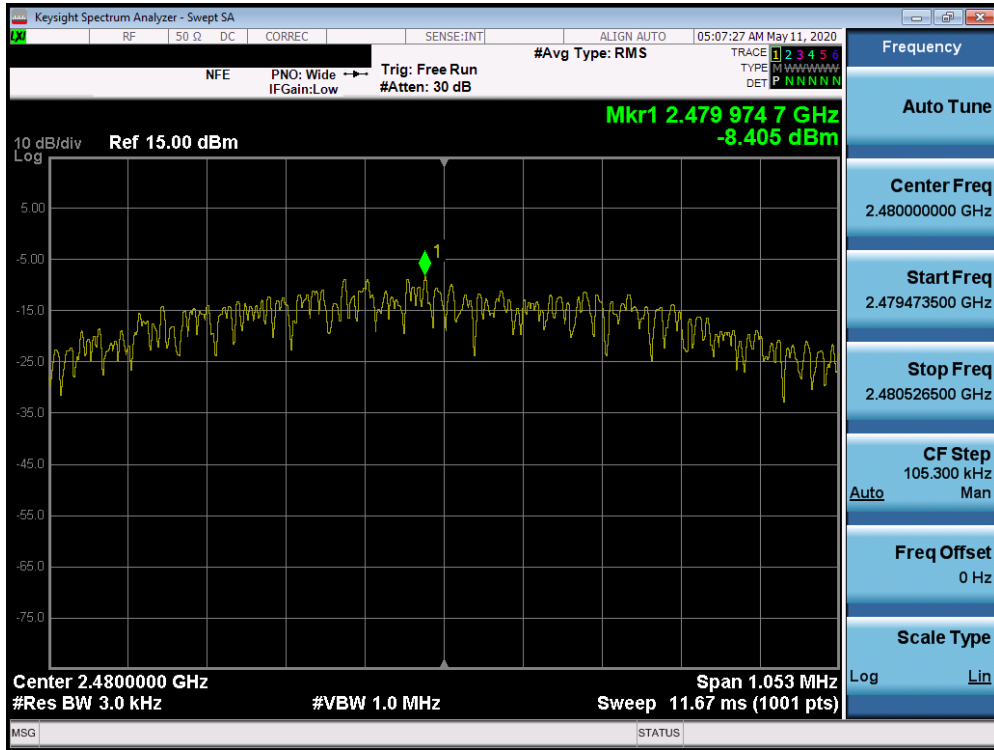 Keysight Spectrum Analyzer - Swept SA
LXI RF 50 Ω DC CORREC SENSE:INT ALIGN AUTO 05:07:27 AM May 11, 2020
NFE PNO: Wide Trig: Free Run #Avg Type: RMS TRACE 1 2 3 4 5 6
IFGain:Low #Atten: 30 dB TYPE M W W W W W
DET P N N N N N
Mkr1 2.479 974 7 GHz
-8.405 dBm
10 dB/div Ref 15.00 dBm
Log
5.00
-5.00
-15.0
-25.0
-35.0
-45.0
-55.0
-65.0
-75.0
1
Center 2.4800000 GHz Span 1.053 MHz
#Res BW 3.0 kHz #VBW 1.0 MHz Sweep 11.67 ms (1001 pts)
MSG STATUS
Frequency
Auto Tune
Center Freq
2.480000000 GHz
Start Freq
2.479473500 GHz
Stop Freq
2.480526500 GHz
CF Step
105.300 kHz
Auto Man
Freq Offset
0 Hz
Scale Type
Log Lin